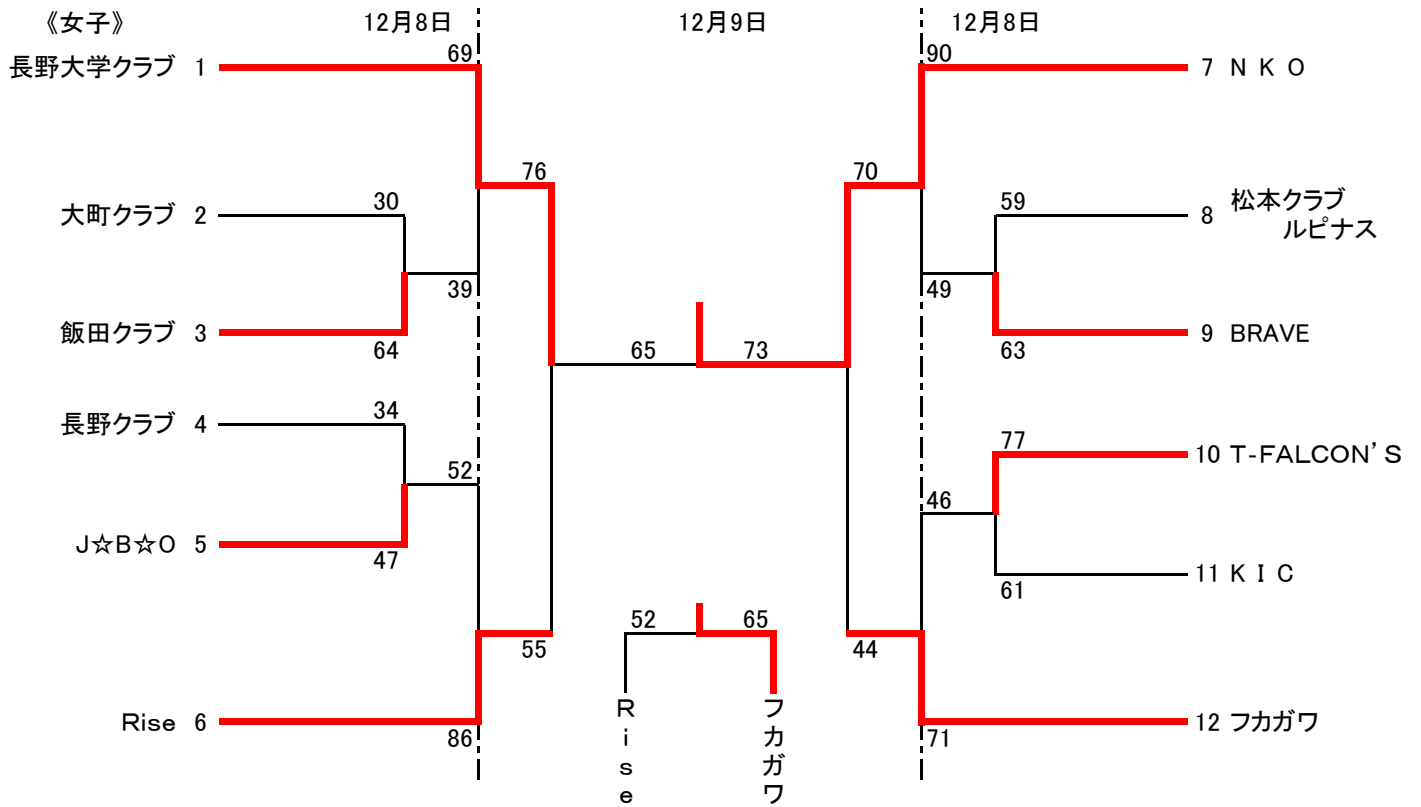 《女子》 12月8日 12月9日 12月8日
69 90
長野大学クラブ 1 7 ＮＫＯ
76 70
30 59
大町クラブ 2 8 松本クラブ
ルピナス
39 49
飯田クラブ 3 9 BRAVE
64 63
65 73
34
長野クラブ 4
77
10 T-FALCON'S
52 46
J☆B☆O 5
47
11 ＫＩＣ
61
52 65
55 44
Rise
フカガワ
Rise 6 12 フカガワ
86 71